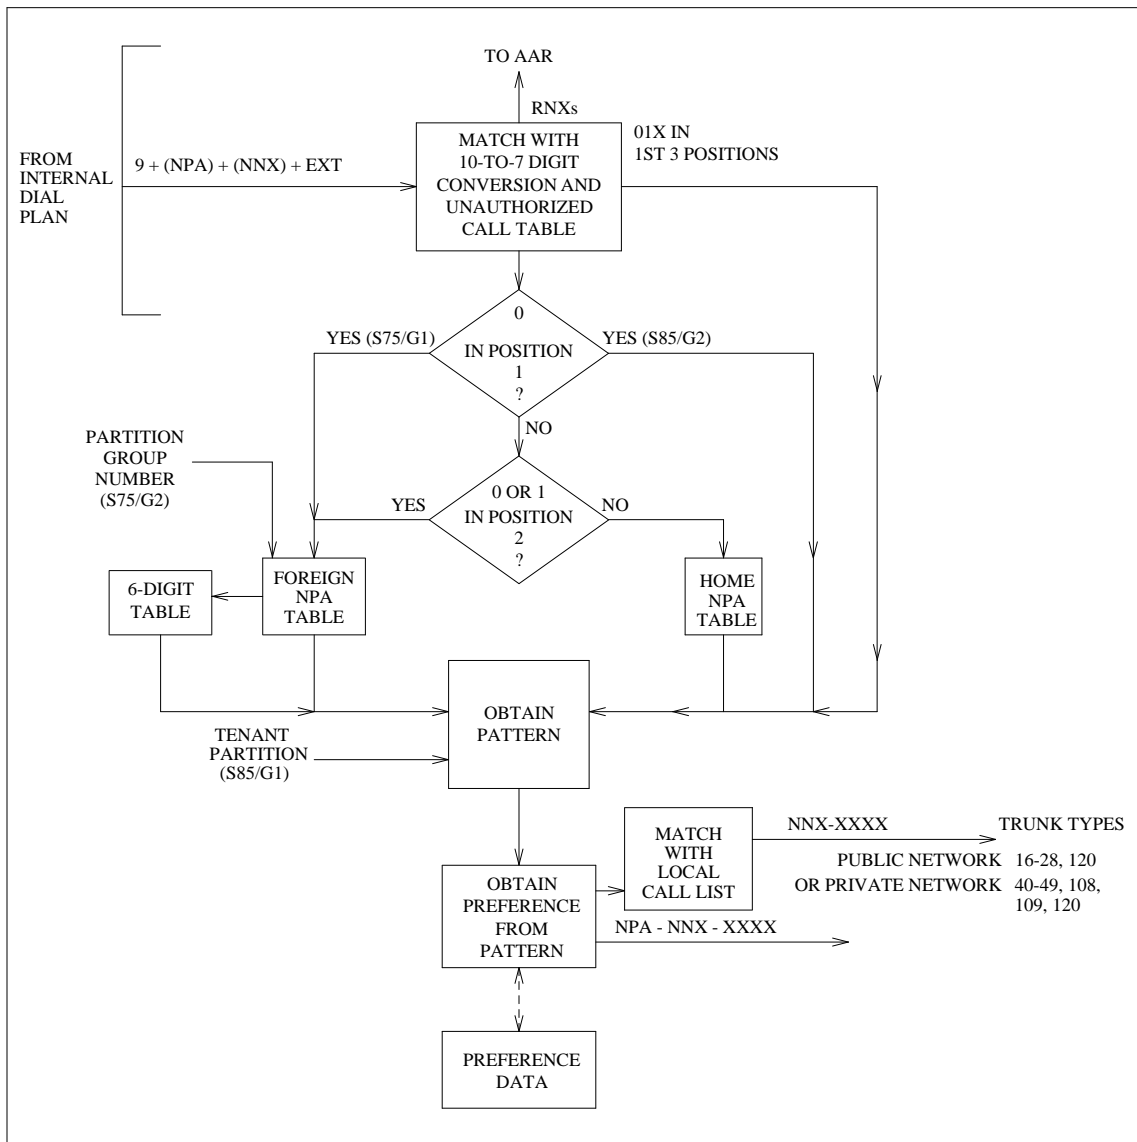 TO AAR
RNXs
FROM
INTERNAL
DIAL
PLAN
9 + (NPA) + (NNX) + EXT
MATCH WITH
10-TO-7 DIGIT
CONVERSION AND
UNAUTHORIZED
CALL TABLE
01X IN
1ST 3 POSITIONS
0
IN POSITION
1
?
YES (S75/G1)
YES (S85/G2)
NO
PARTITION
GROUP
NUMBER
(S75/G2)
YES
0 OR 1
IN POSITION
2
?
NO
6-DIGIT
TABLE
FOREIGN
NPA
TABLE
HOME
NPA
TABLE
OBTAIN
PATTERN
TENANT
PARTITION
(S85/G1)
MATCH
WITH
LOCAL
CALL LIST
NNX-XXXX
TRUNK TYPES
PUBLIC NETWORK 16-28, 120
OR PRIVATE NETWORK 40-49, 108,
109, 120
OBTAIN
PREFERENCE
FROM
PATTERN
NPA - NNX - XXXX
PREFERENCE
DATA